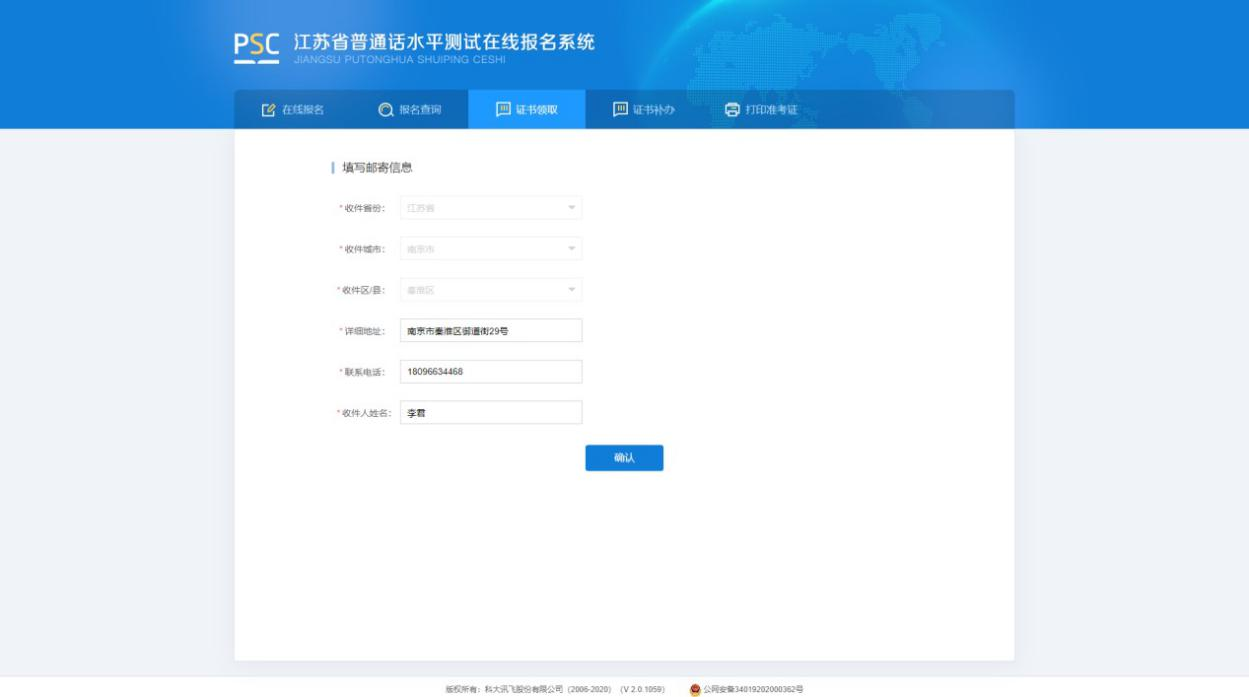 PSC 江苏省普通话水平测试在线报名系统
JIANGSU PUTONGHUA SHUIPING CESHI
在线报名 报名查询 证书领取 证书补办 打印准考证
填写邮寄信息
*收件省份： 江苏省
*收件城市： 南京市
*收件区/县： 秦淮区
*详细地址： 南京市秦淮区御道街29号
*联系电话： 18096634468
*收件人姓名： 李君
确认
版权所有：科大讯飞股份有限公司（2006-2020）（V 2.0.1059） 公网安备34019202000362号